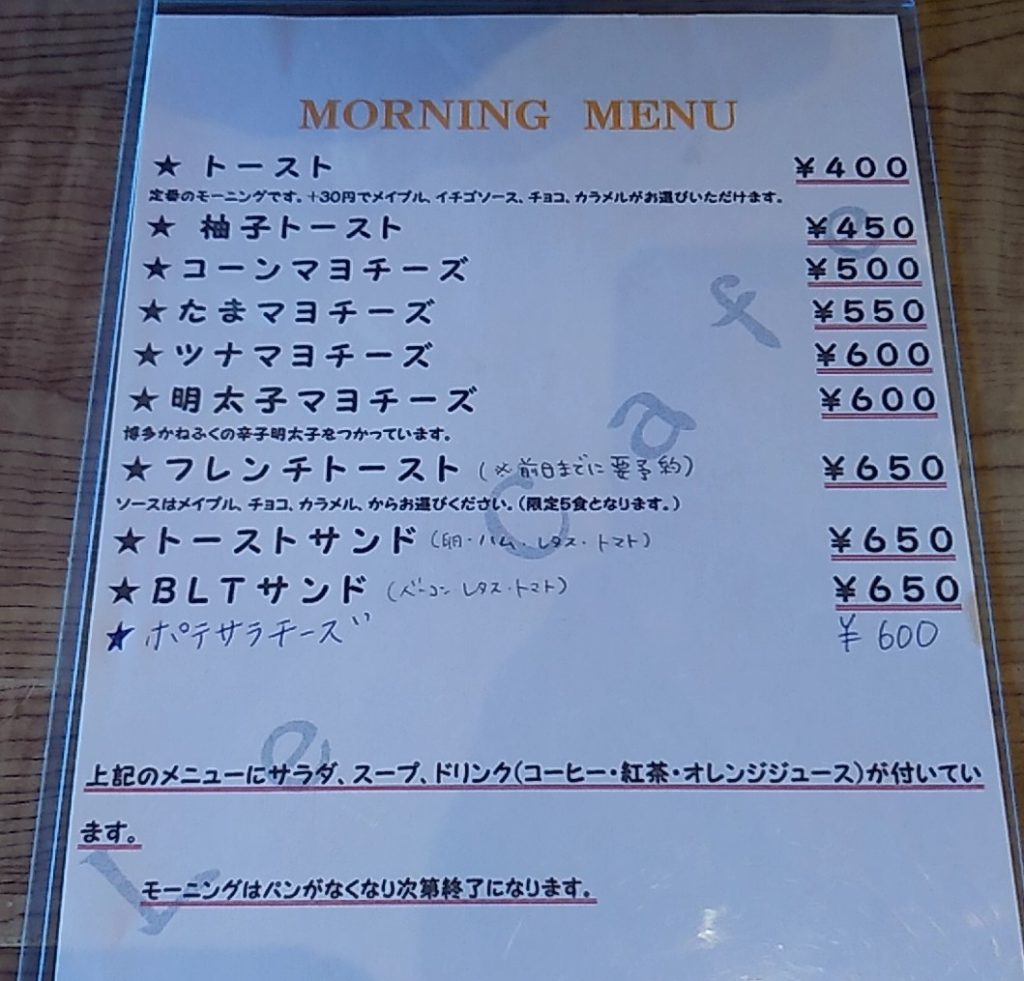 MORNING MENU
★ トースト ￥400
定番のモーニングです。+30円でメイプル、イチゴソース、チョコ、カラメルがお選びいただけます。
★ 柚子トースト ￥450
★コーンマヨチーズ ￥500
★たまマヨチーズ ￥550
★ツナマヨチーズ ￥600
★明太子マヨチーズ ￥600
博多かねふくの辛子明太子をつかっています。
★フレンチトースト (※前日までに要予約) ￥650
ソースはメイプル、チョコ、カラメル、からお選びください。(限定5食となります。)
★トーストサンド (卵・ハム・レタス・トマト) ￥650
★BLTサンド (ベーコン レタス・トマト) ￥650
★ポテサラチーズ ￥600
上記のメニューにサラダ、スープ、ドリンク(コーヒー・紅茶・オレンジジュース)が付いてい
ます。
モーニングはパンがなくなり次第終了になります。
Le Cafe